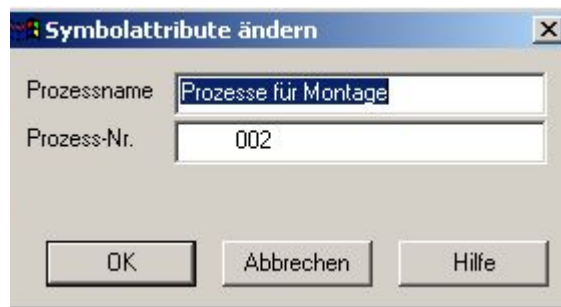 Symbolattribute ändern
Prozessname Prozesse für Montage
Prozess-Nr. 002
OK Abbrechen Hilfe